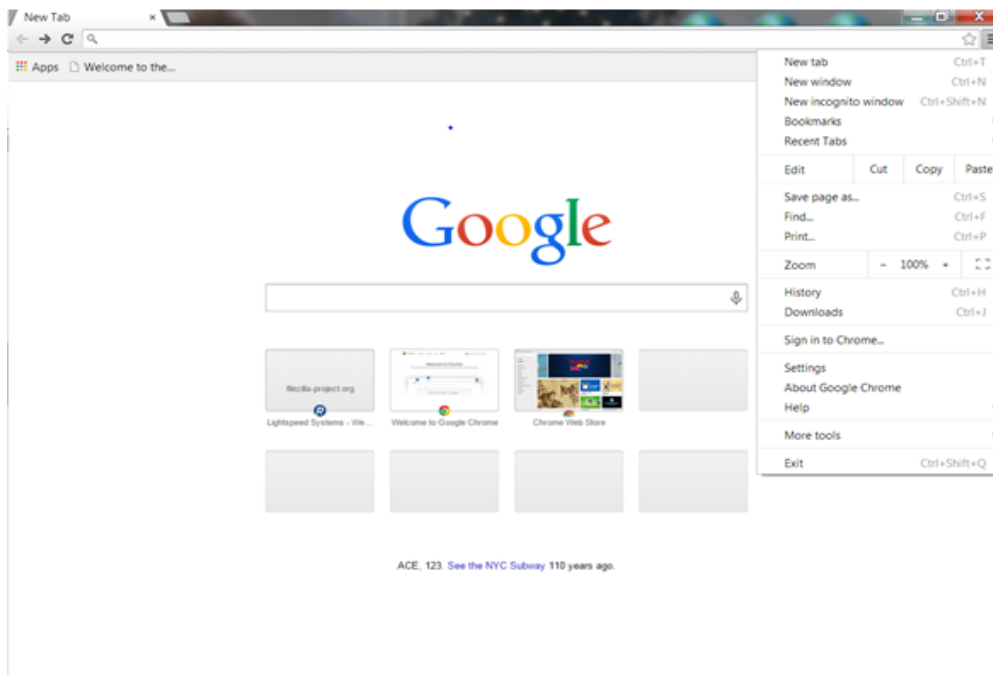 New Tab
Apps Welcome to the...
New tab Ctrl+T
New window Ctrl+N
New incognito window Ctrl+Shift+N
Bookmarks
Recent Tabs
Edit Cut Copy Paste
Save page as... Ctrl+S
Find... Ctrl+F
Print... Ctrl+P
Zoom - 100% +
History Ctrl+H
Downloads Ctrl+J
Sign in to Chrome...
Settings
About Google Chrome
Help
More tools
Exit Ctrl+Shift+Q
Google
filezilla-project.org
Lightspeed Systems - We... Welcome to Google Chrome Chrome Web Store
ACE, 123. See the NYC Subway 110 years ago.